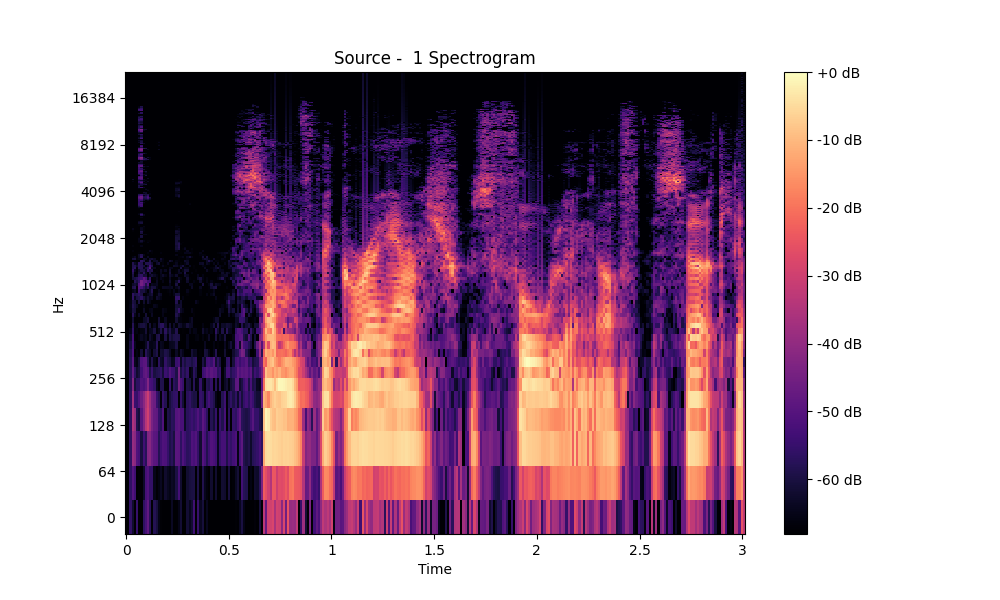 Source -  1 Spectrogram
Hz
16384
8192
4096
2048
1024
512
256
128
64
0
0 0.5 1 1.5 2 2.5 3
Time
+0 dB
-10 dB
-20 dB
-30 dB
-40 dB
-50 dB
-60 dB